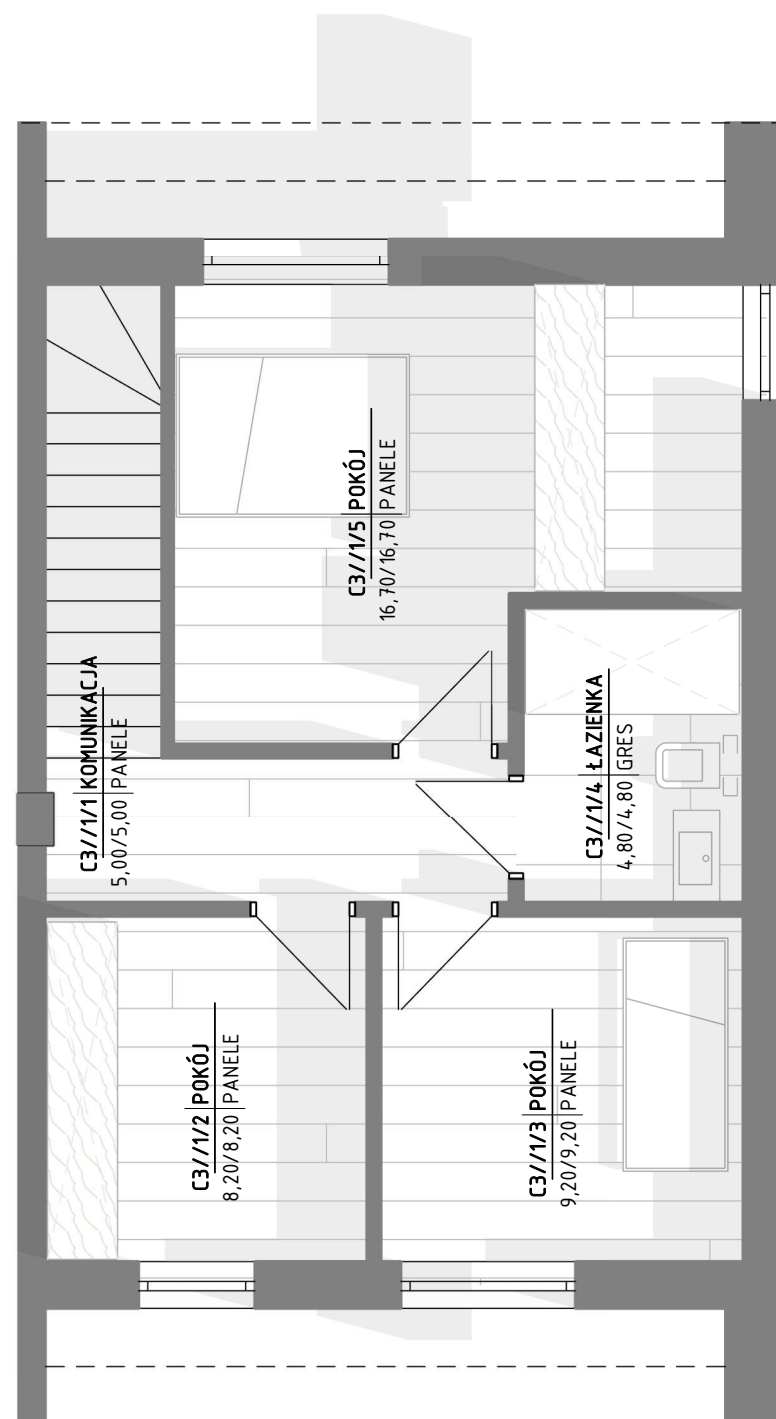 C3//1/5 POKÓJ
16,70/16,70 PANELE
C3//1/1 KOMUNIKACJA
5,00/5,00 PANELE
C3//1/4 ŁAZIENKA
4,80/4,80 GRES
C3//1/2 POKÓJ
8,20/8,20 PANELE
C3//1/3 POKÓJ
9,20/9,20 PANELE